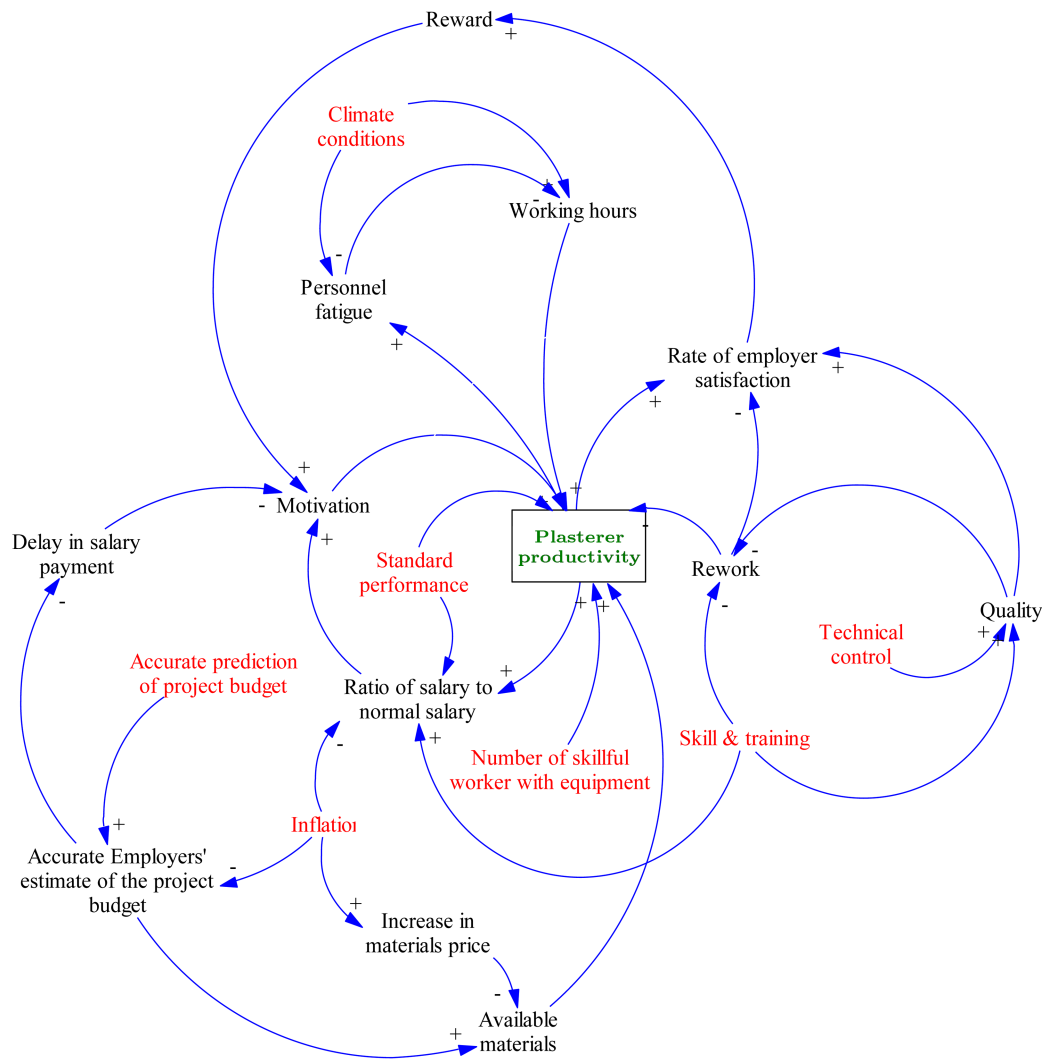 Reward
Climate
conditions
Working hours
Personnel
fatigue
Rate of employer
satisfaction
Motivation
Delay in salary
payment
Standard
performance
Plasterer
productivity
Rework
Quality
Technical
control
Accurate prediction
of project budget
Ratio of salary to
normal salary
Skill & training
Number of skillful
worker with equipment
Inflation
Accurate Employers'
estimate of the project
budget
Increase in
materials price
Available
materials